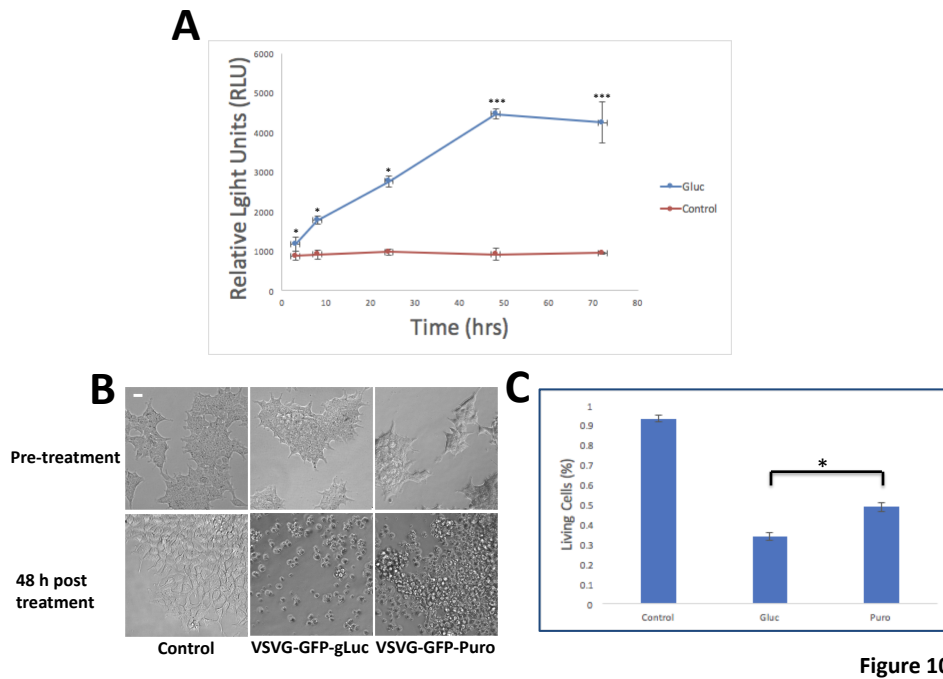 A
Relative Lgiht Units (RLU)
6000
5000
4000
3000
2000
1000
0
* * * *** ***
0 10 20 30 40 50 60 70 80
Time (hrs)
Gluc
Control
B
Pre-treatment
48 h post
treatment
Control VSVG-GFP-gLuc VSVG-GFP-Puro
C
Living Cells (%)
1
0.9
0.8
0.7
0.6
0.5
0.4
0.3
0.2
0.1
0
*
Control Gluc Puro
Figure 10